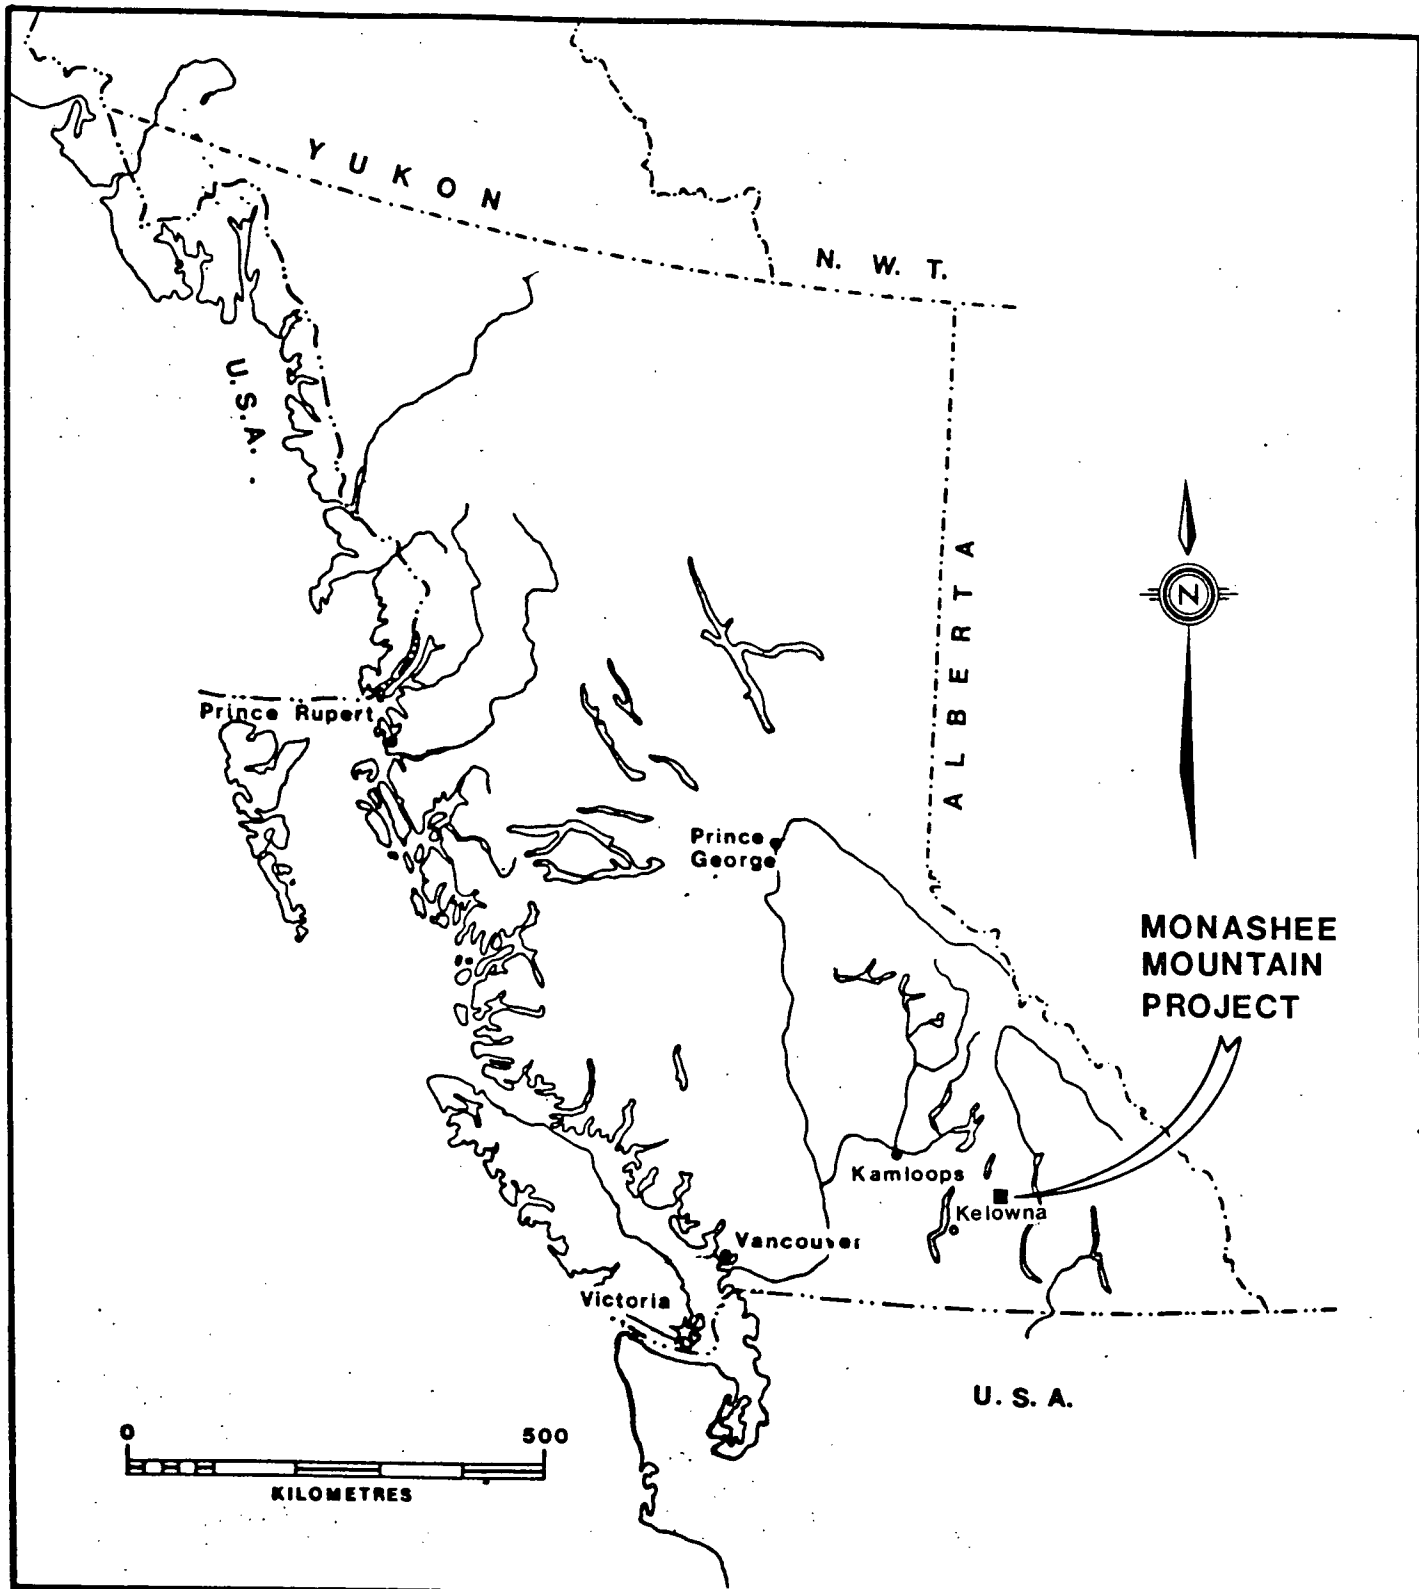 YUKON
N. W. T.
U.S.A.
ALBERTA
N
Prince Rupert
Prince
George
MONASHEE
MOUNTAIN
PROJECT
Kamloops
Kelowna
Vancouver
Victoria
U. S. A.
0 500
KILOMETRES